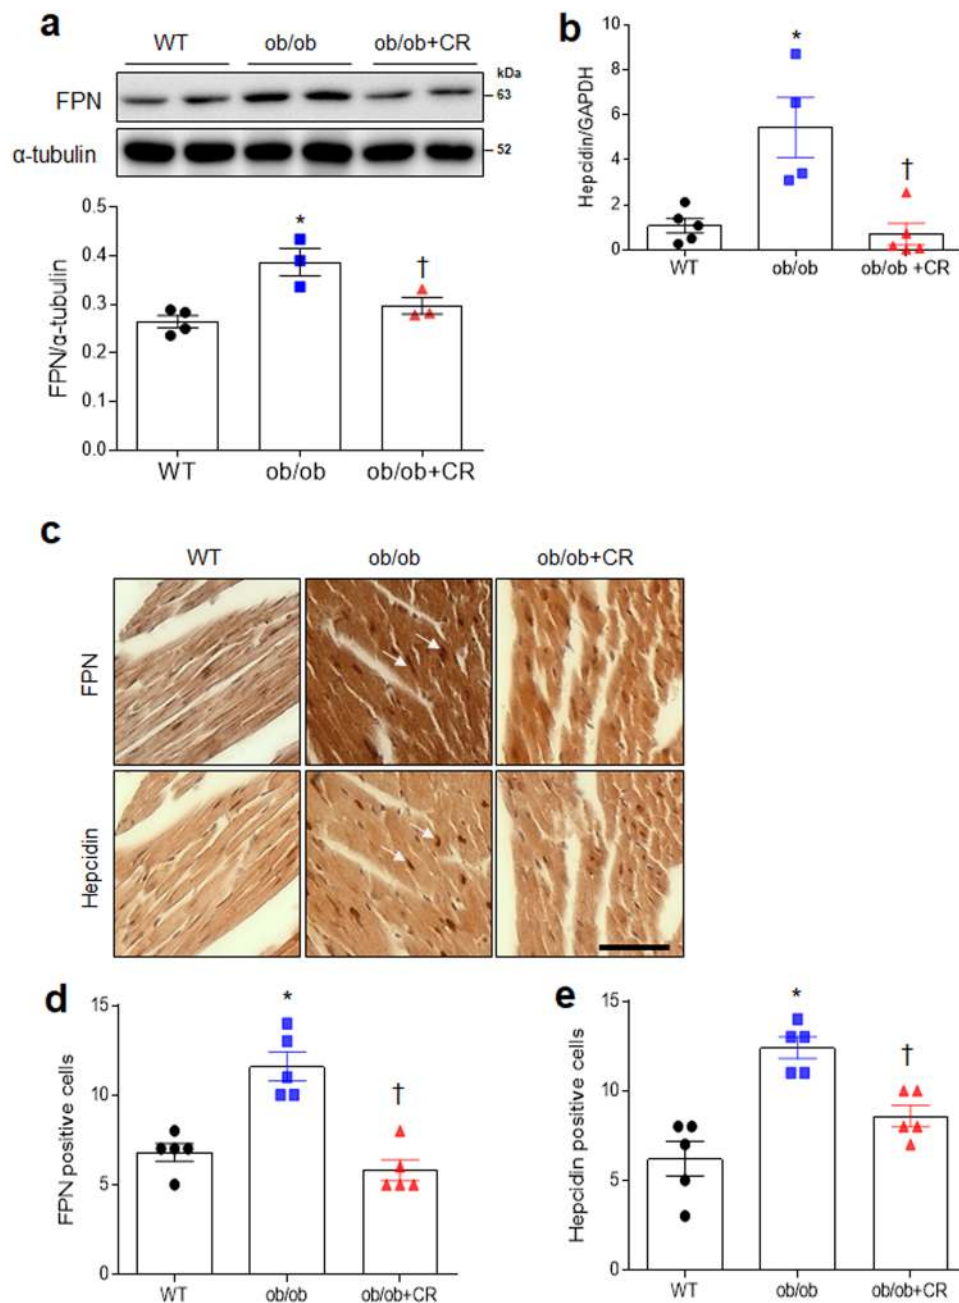 a
WT ob/ob ob/ob+CR
kDa
FPN 63
α-tubulin 52
0.5
0.4
0.3
0.2
0.1
0.0
FPN/α-tubulin
*
†
WT ob/ob ob/ob+CR
b
10
8
6
4
2
0
Hepcidin/GAPDH
*
†
WT ob/ob ob/ob +CR
c
WT ob/ob ob/ob+CR
FPN
Hepcidin
d
15
10
5
0
FPN positive cells
*
†
WT ob/ob ob/ob+CR
e
15
10
5
0
Hepcidin positive cells
*
†
WT ob/ob ob/ob+CR